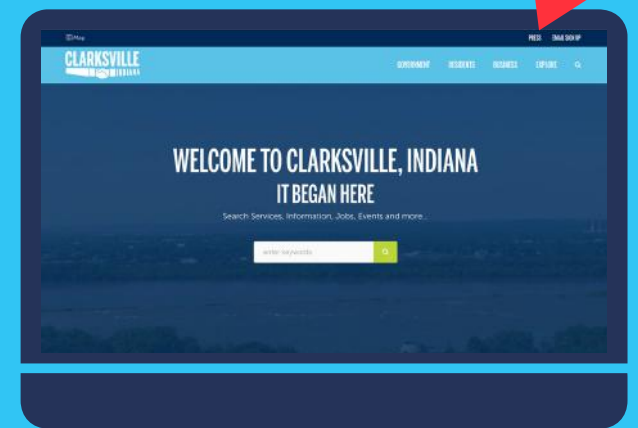 Map
PRESS EMAIL SIGN UP
CLARKSVILLE
INDIANA
GOVERNMENT RESIDENTS BUSINESS EXPLORE
WELCOME TO CLARKSVILLE, INDIANA
IT BEGAN HERE
Search Services, Information, Jobs, Events and more...
enter keywords